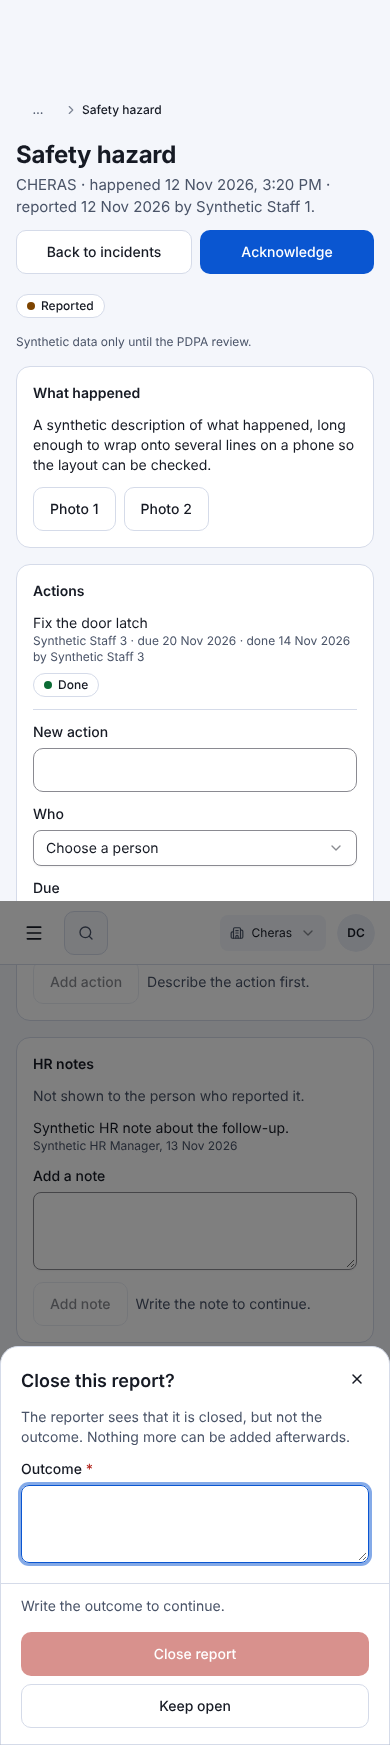 ... > Safety hazard
Safety hazard
CHERAS · happened 12 Nov 2026, 3:20 PM ·
reported 12 Nov 2026 by Synthetic Staff 1.
Back to incidents
Acknowledge
Reported
Synthetic data only until the PDPA review.
What happened
A synthetic description of what happened, long
enough to wrap onto several lines on a phone so
the layout can be checked.
Photo 1
Photo 2
Actions
Fix the door latch
Synthetic Staff 3 · due 20 Nov 2026 · done 14 Nov 2026
by Synthetic Staff 3
Done
New action
Who
Choose a person
Due
Cheras
DC
Add action
Describe the action first.
HR notes
Not shown to the person who reported it.
Synthetic HR note about the follow-up.
Synthetic HR Manager, 13 Nov 2026
Add a note
Add note
Write the note to continue.
Close this report?
The reporter sees that it is closed, but not the
outcome. Nothing more can be added afterwards.
Outcome *
Write the outcome to continue.
Close report
Keep open